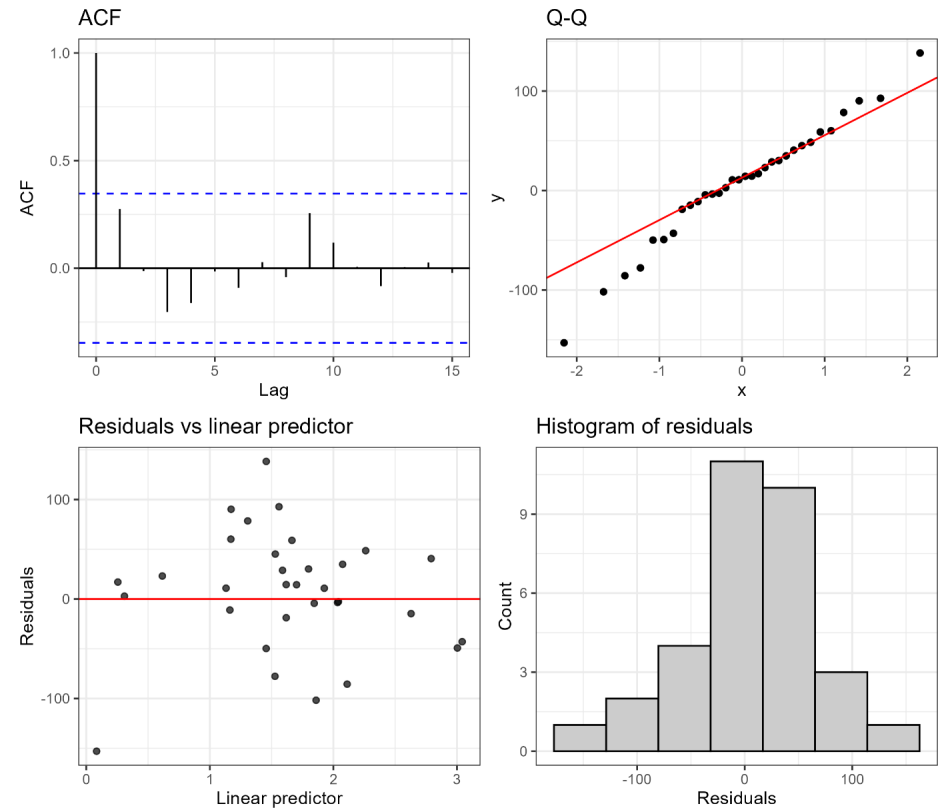 ACF
1.0
0.5
0.0
ACF
0
5
10
15
Lag
Q-Q
100
0
-100
y
-2
-1
0
1
2
x
Residuals vs linear predictor
100
0
-100
Residuals
0
1
2
3
Linear predictor
Histogram of residuals
9
6
3
0
Count
-100
0
100
Residuals